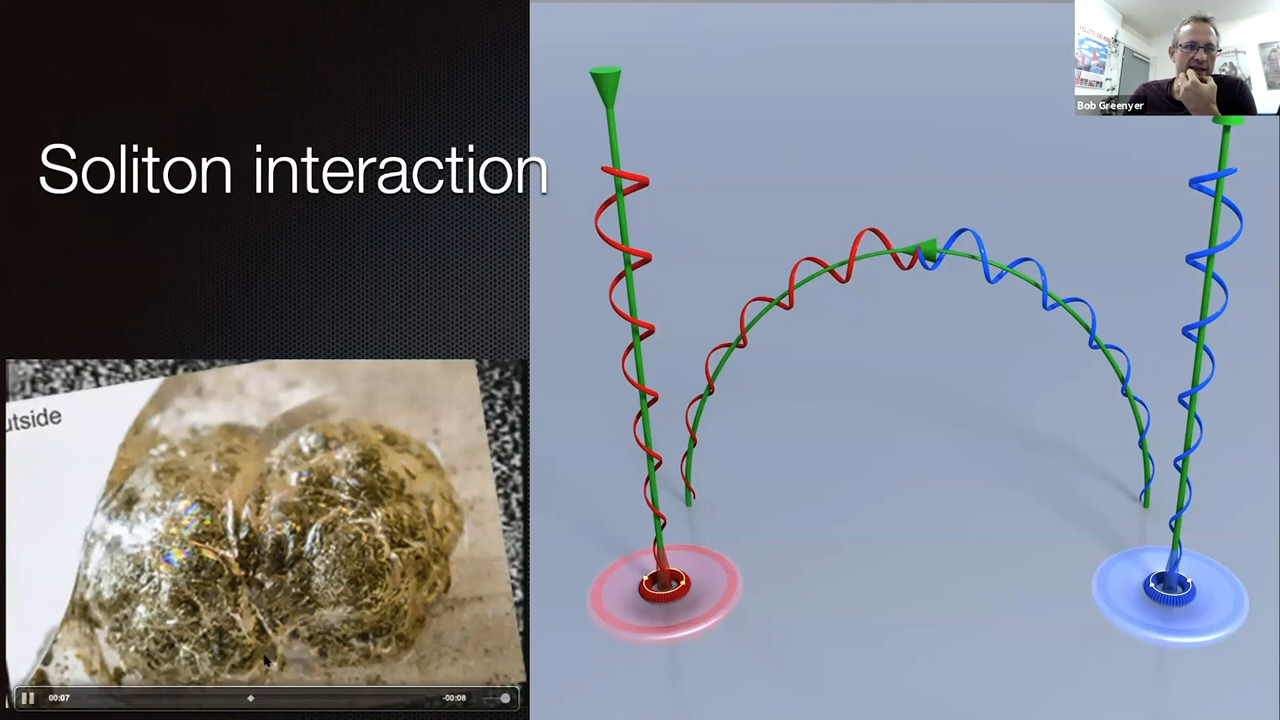 Soliton interaction
Bob Greenyer
utside
00:07
-00:08